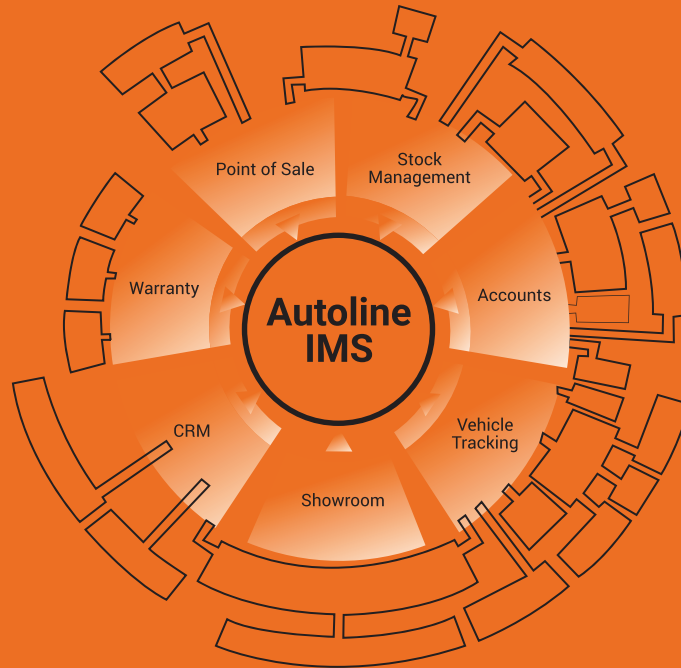 Point of Sale
Stock
Management
Warranty
Accounts
Autoline
IMS
CRM
Vehicle
Tracking
Showroom